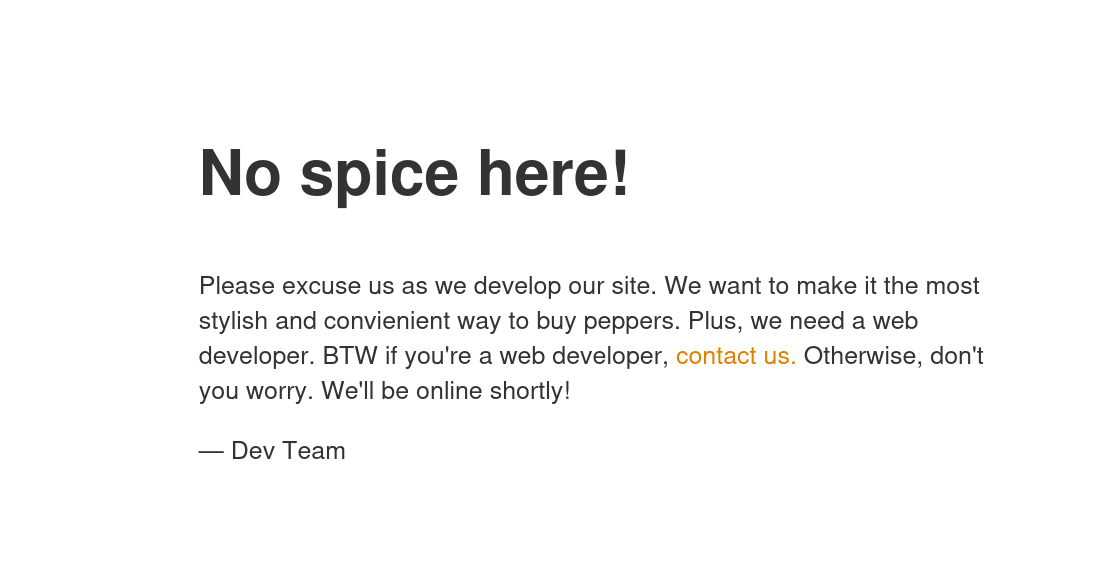 No spice here!
Please excuse us as we develop our site. We want to make it the most
stylish and convienient way to buy peppers. Plus, we need a web
developer. BTW if you're a web developer, contact us. Otherwise, don't
you worry. We'll be online shortly!
— Dev Team